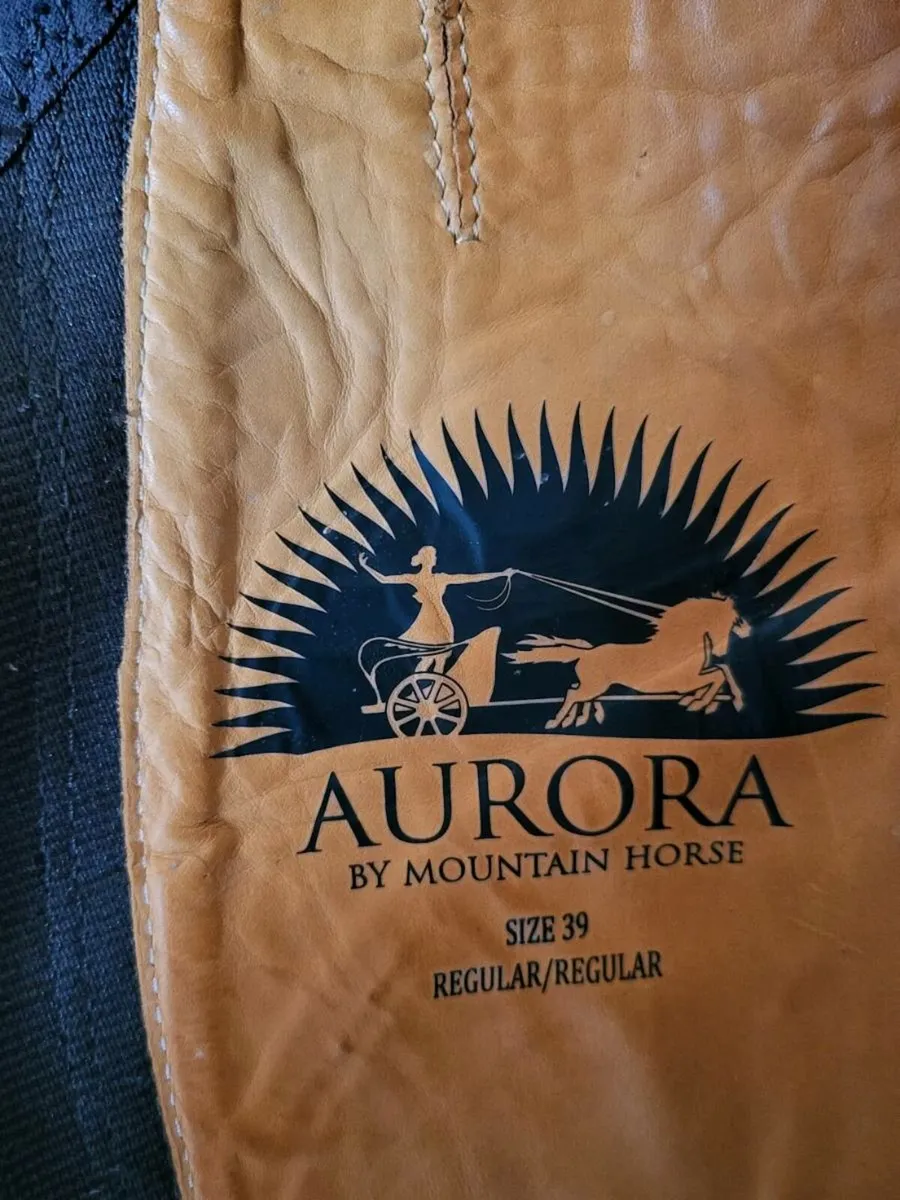 AURORA
BY MOUNTAIN HORSE
SIZE 39
REGULAR/REGULAR